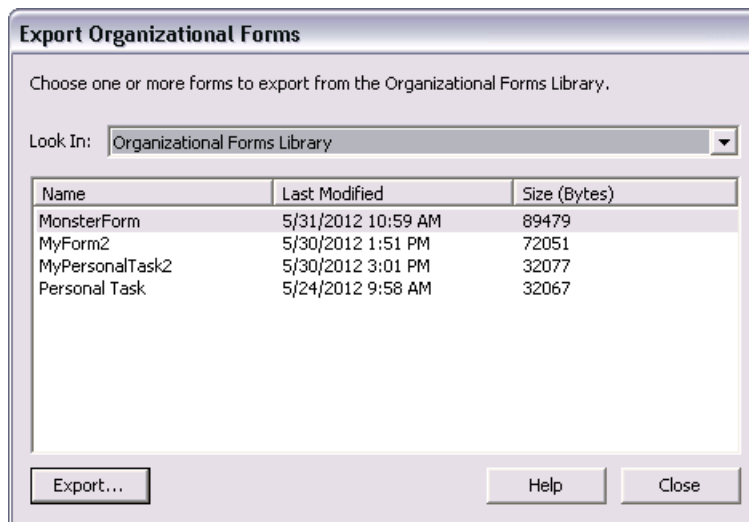 Export Organizational Forms
Choose one or more forms to export from the Organizational Forms Library.
Look In: Organizational Forms Library
Name Last Modified Size (Bytes)
MonsterForm 5/31/2012 10:59 AM 89479
MyForm2 5/30/2012 1:51 PM 72051
MyPersonalTask2 5/30/2012 3:01 PM 32077
Personal Task 5/24/2012 9:58 AM 32067
Export... Help Close